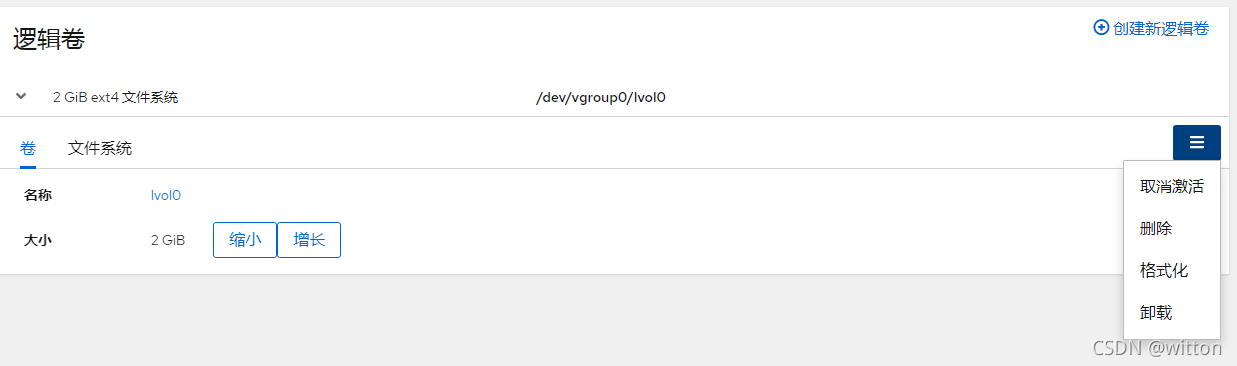 逻辑卷
创建新逻辑卷
2 GiB ext4 文件系统 /dev/vgroup0/lvol0
卷 文件系统
名称 lvol0
大小 2 GiB 缩小 增长
取消激活
删除
格式化
卸载
CSDN @witton